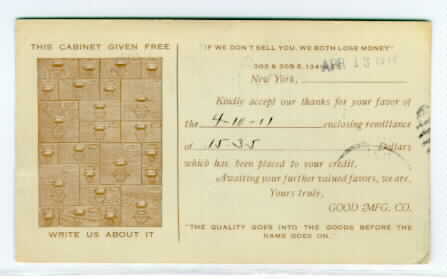 THIS CABINET GIVEN FREE
WRITE US ABOUT IT
"IF WE DON'T SELL YOU, WE BOTH LOSE MONEY"
New York,
APR 13
Kindly accept our thanks for your favor of
the 4-10-11 enclosing remittance
of 15.35 Dollars
which has been placed to your credit.
Awaiting your further valued favors, we are,
Yours truly,
GOOD MFG. CO.
"THE QUALITY GOES INTO THE GOODS BEFORE THE
NAME GOES ON."